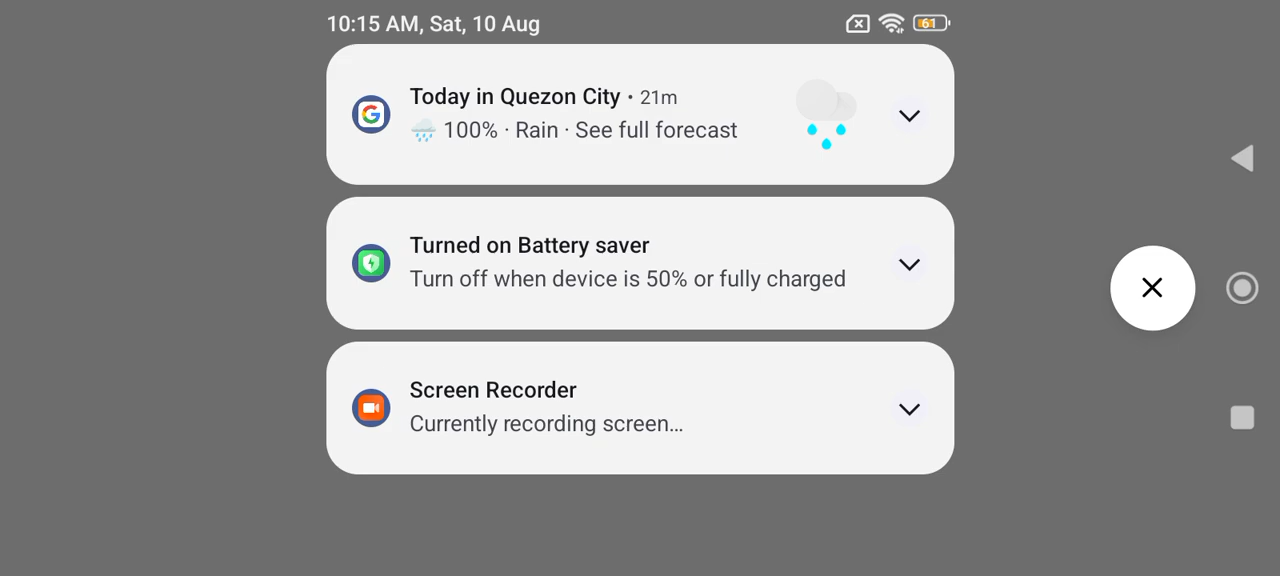 10:15 AM, Sat, 10 Aug
61
Today in Quezon City • 21m
🌧️ 100% · Rain · See full forecast
Turned on Battery saver
Turn off when device is 50% or fully charged
Screen Recorder
Currently recording screen...